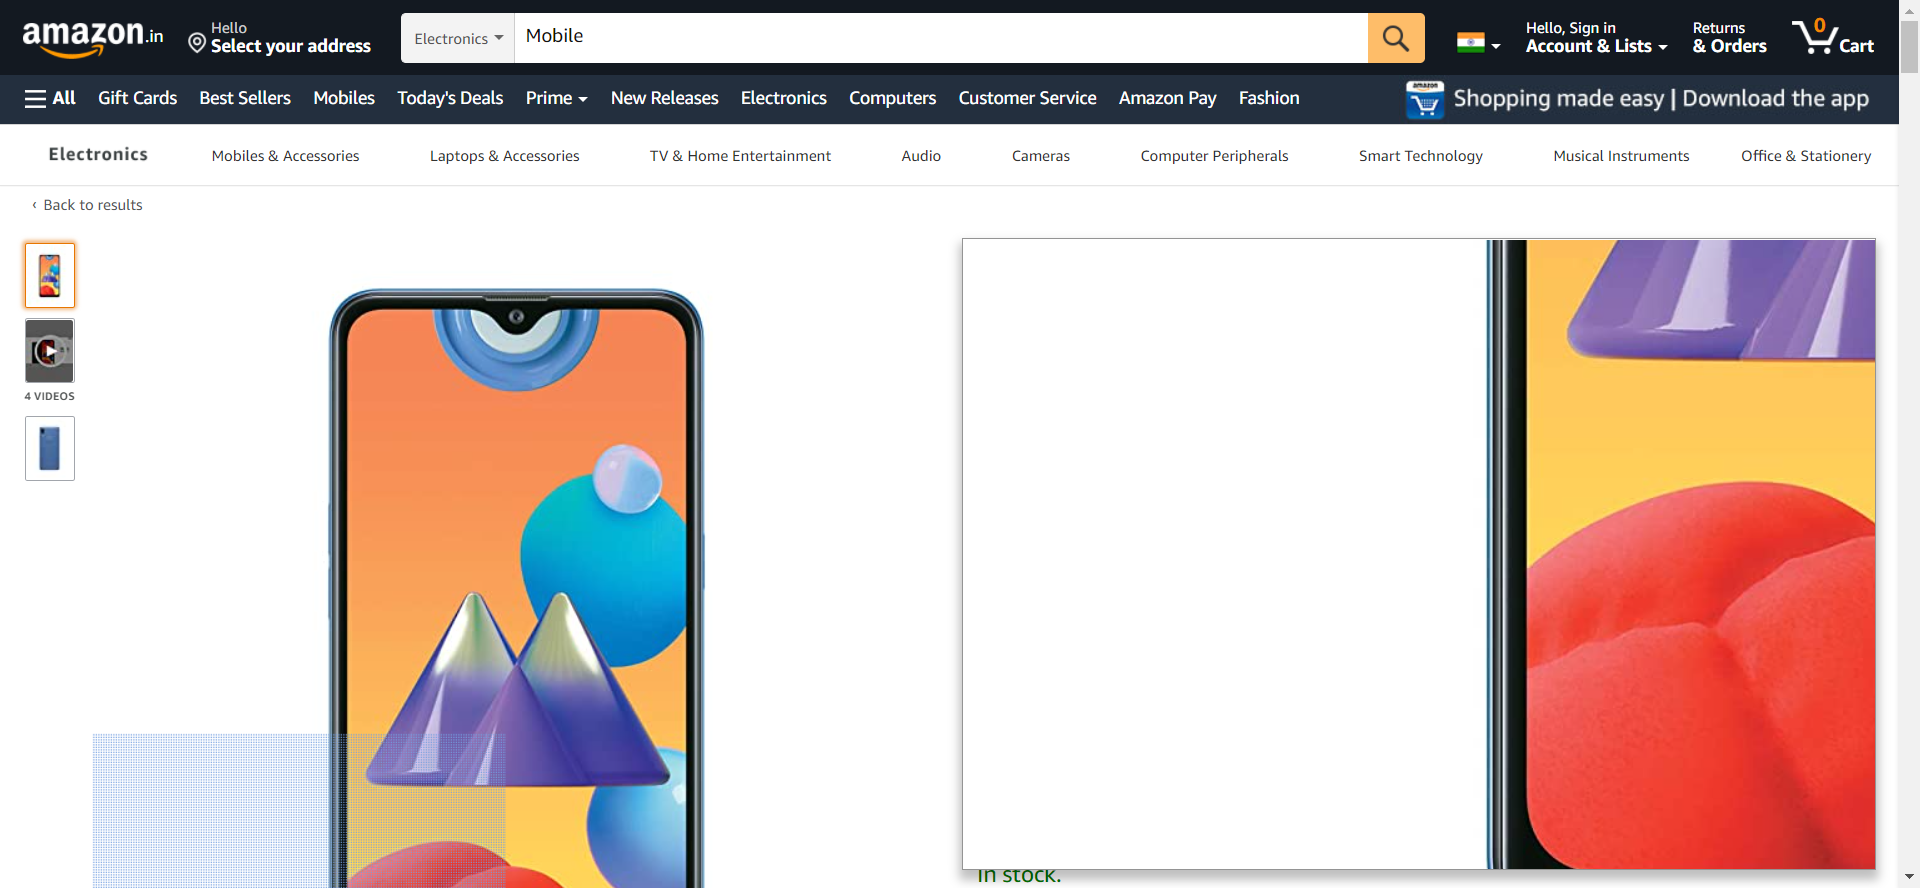 amazon.in
Hello
Select your address
Electronics
Mobile
Hello, Sign in
Account & Lists
Returns
& Orders
0
Cart
All
Gift Cards
Best Sellers
Mobiles
Today's Deals
Prime
New Releases
Electronics
Computers
Customer Service
Amazon Pay
Fashion
amazon
Shopping made easy | Download the app
Electronics
Mobiles & Accessories
Laptops & Accessories
TV & Home Entertainment
Audio
Cameras
Computer Peripherals
Smart Technology
Musical Instruments
Office & Stationery
‹ Back to results
4 VIDEOS
In stock.